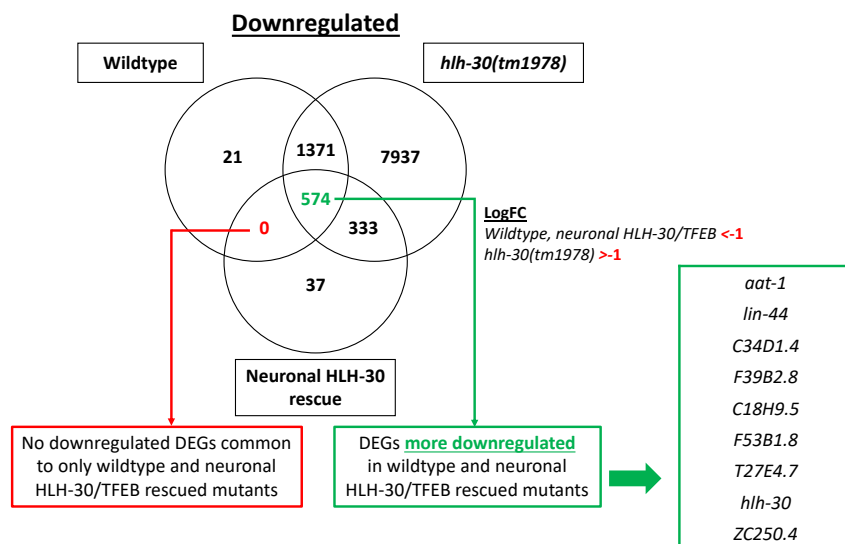 Downregulated
Wildtype
hlh-30(tm1978)
21
1371
7937
574
0
333
37
LogFC
Wildtype, neuronal HLH-30/TFEB <-1
hlh-30(tm1978) >-1
Neuronal HLH-30
rescue
No downregulated DEGs common
to only wildtype and neuronal
HLH-30/TFEB rescued mutants
DEGs more downregulated
in wildtype and neuronal
HLH-30/TFEB rescued mutants
aat-1
lin-44
C34D1.4
F39B2.8
C18H9.5
F53B1.8
T27E4.7
hlh-30
ZC250.4